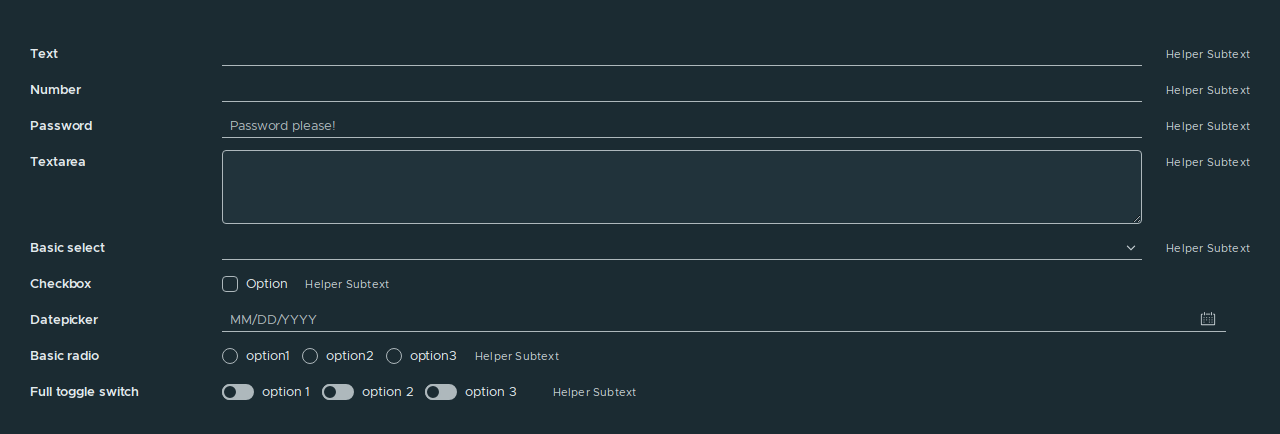 Text Helper Subtext
Number Helper Subtext
Password Password please! Helper Subtext
Textarea Helper Subtext
Basic select Helper Subtext
Checkbox Option Helper Subtext
Datepicker MM/DD/YYYY
Basic radio option1 option2 option3 Helper Subtext
Full toggle switch option 1 option 2 option 3 Helper Subtext